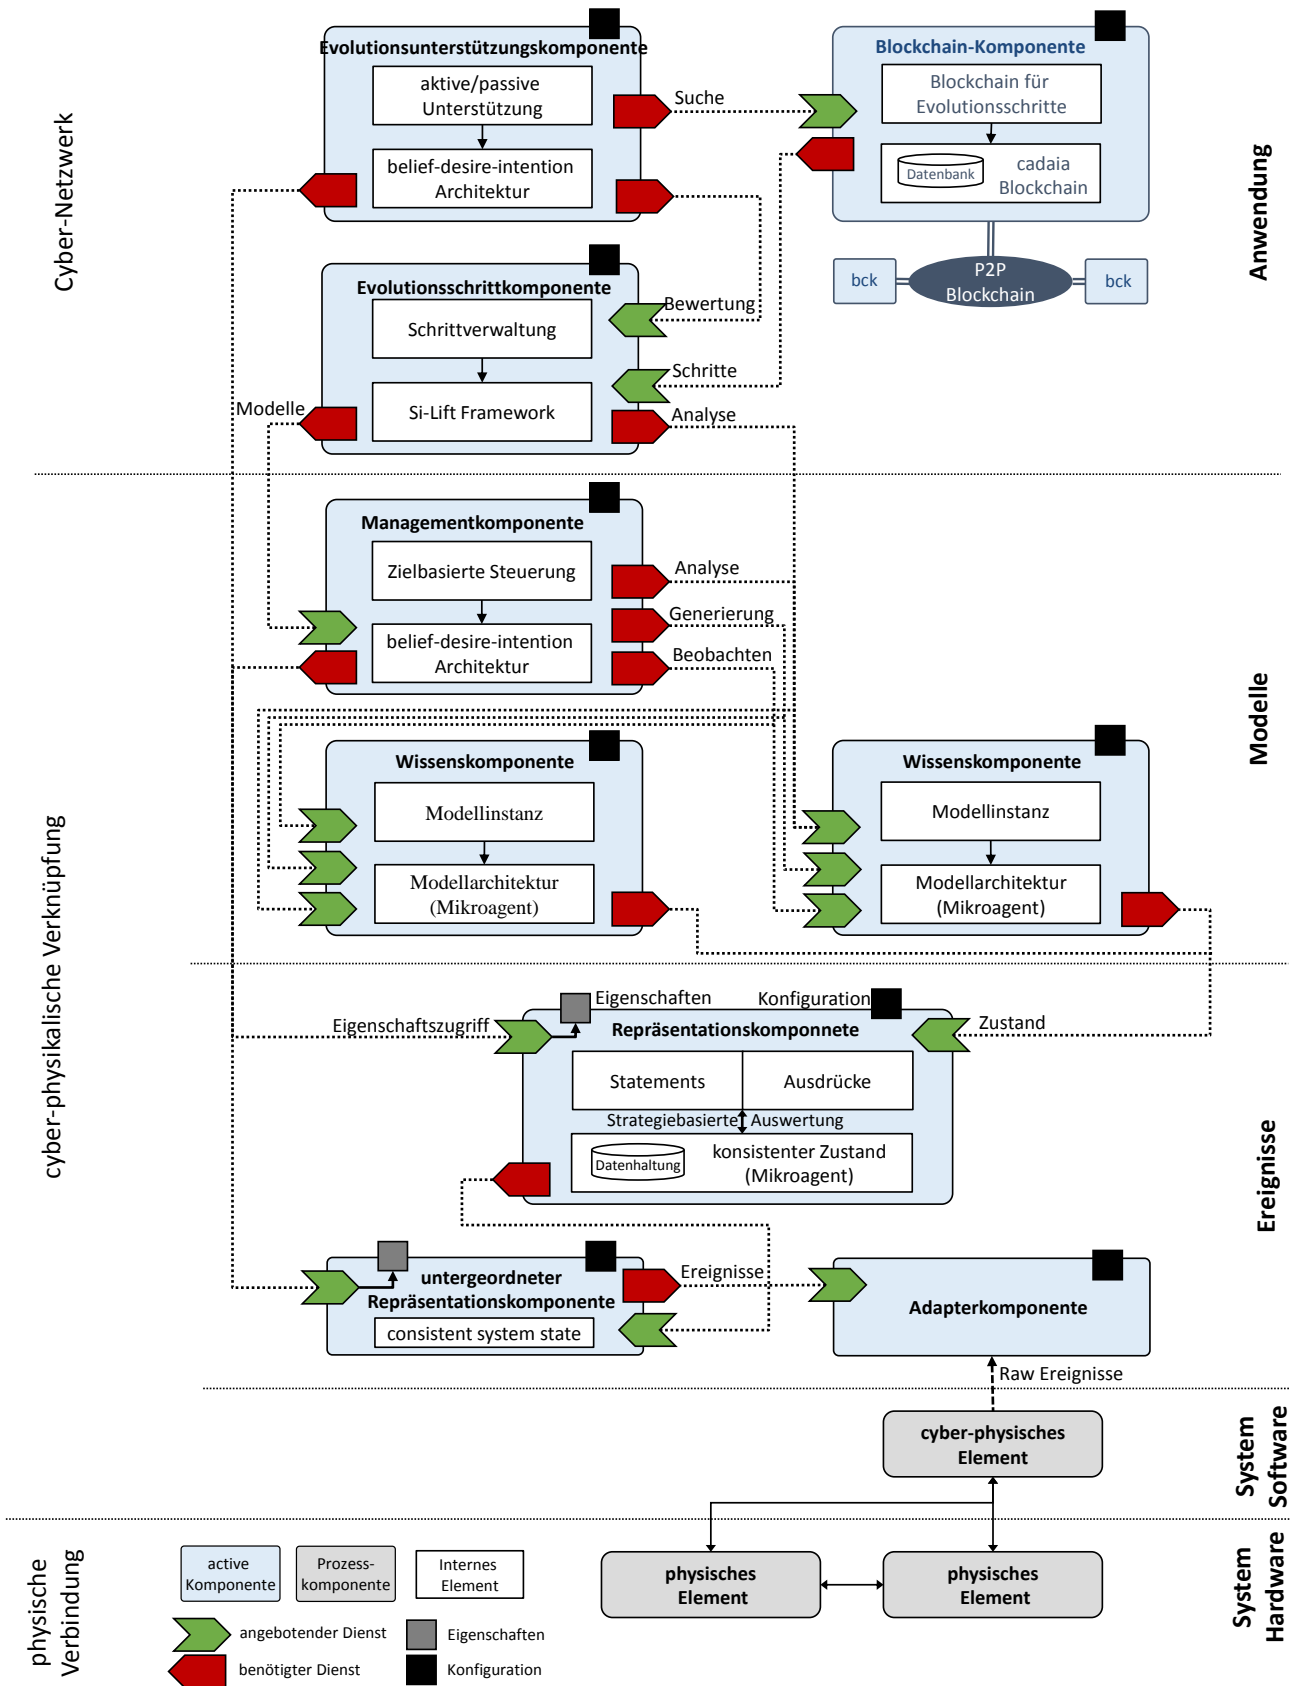 Evolutionsunterstützungskomponente
aktive/passive
Unterstützung
belief-desire-intention
Architektur
Suche
Blockchain-Komponente
Blockchain für
Evolutionsschritte
Datenbank
cadaia
Blockchain
P2P
Blockchain
bck
bck
Cyber-Netzwerk
Anwendung
Evolutionsschrittkomponente
Schrittverwaltung
Si-Lift Framework
Bewertung
Schritte
Analyse
Modelle
Managementkomponente
Zielbasierte Steuerung
belief-desire-intention
Architektur
Analyse
Generierung
Beobachten
Modelle
Wissenskomponente
Modellinstanz
Modellarchitektur
(Mikroagent)
Wissenskomponente
Modellinstanz
Modellarchitektur
(Mikroagent)
cyber-physikalische Verknüpfung
Eigenschaften
Konfiguration
Eigenschaftszugriff
Repräsentationskomponnete
Zustand
Statements
Ausdrücke
Strategiebasierte Auswertung
Datenhaltung
konsistenter Zustand
(Mikroagent)
Ereignisse
untergeordneter
Repräsentationskomponente
consistent system state
Ereignisse
Adapterkomponente
Raw Ereignisse
cyber-physisches
Element
System
Software
physisches
Element
physisches
Element
System
Hardware
physische
Verbindung
active
Komponente
Prozess-
komponente
Internes
Element
angebotender Dienst
Eigenschaften
benötigter Dienst
Konfiguration